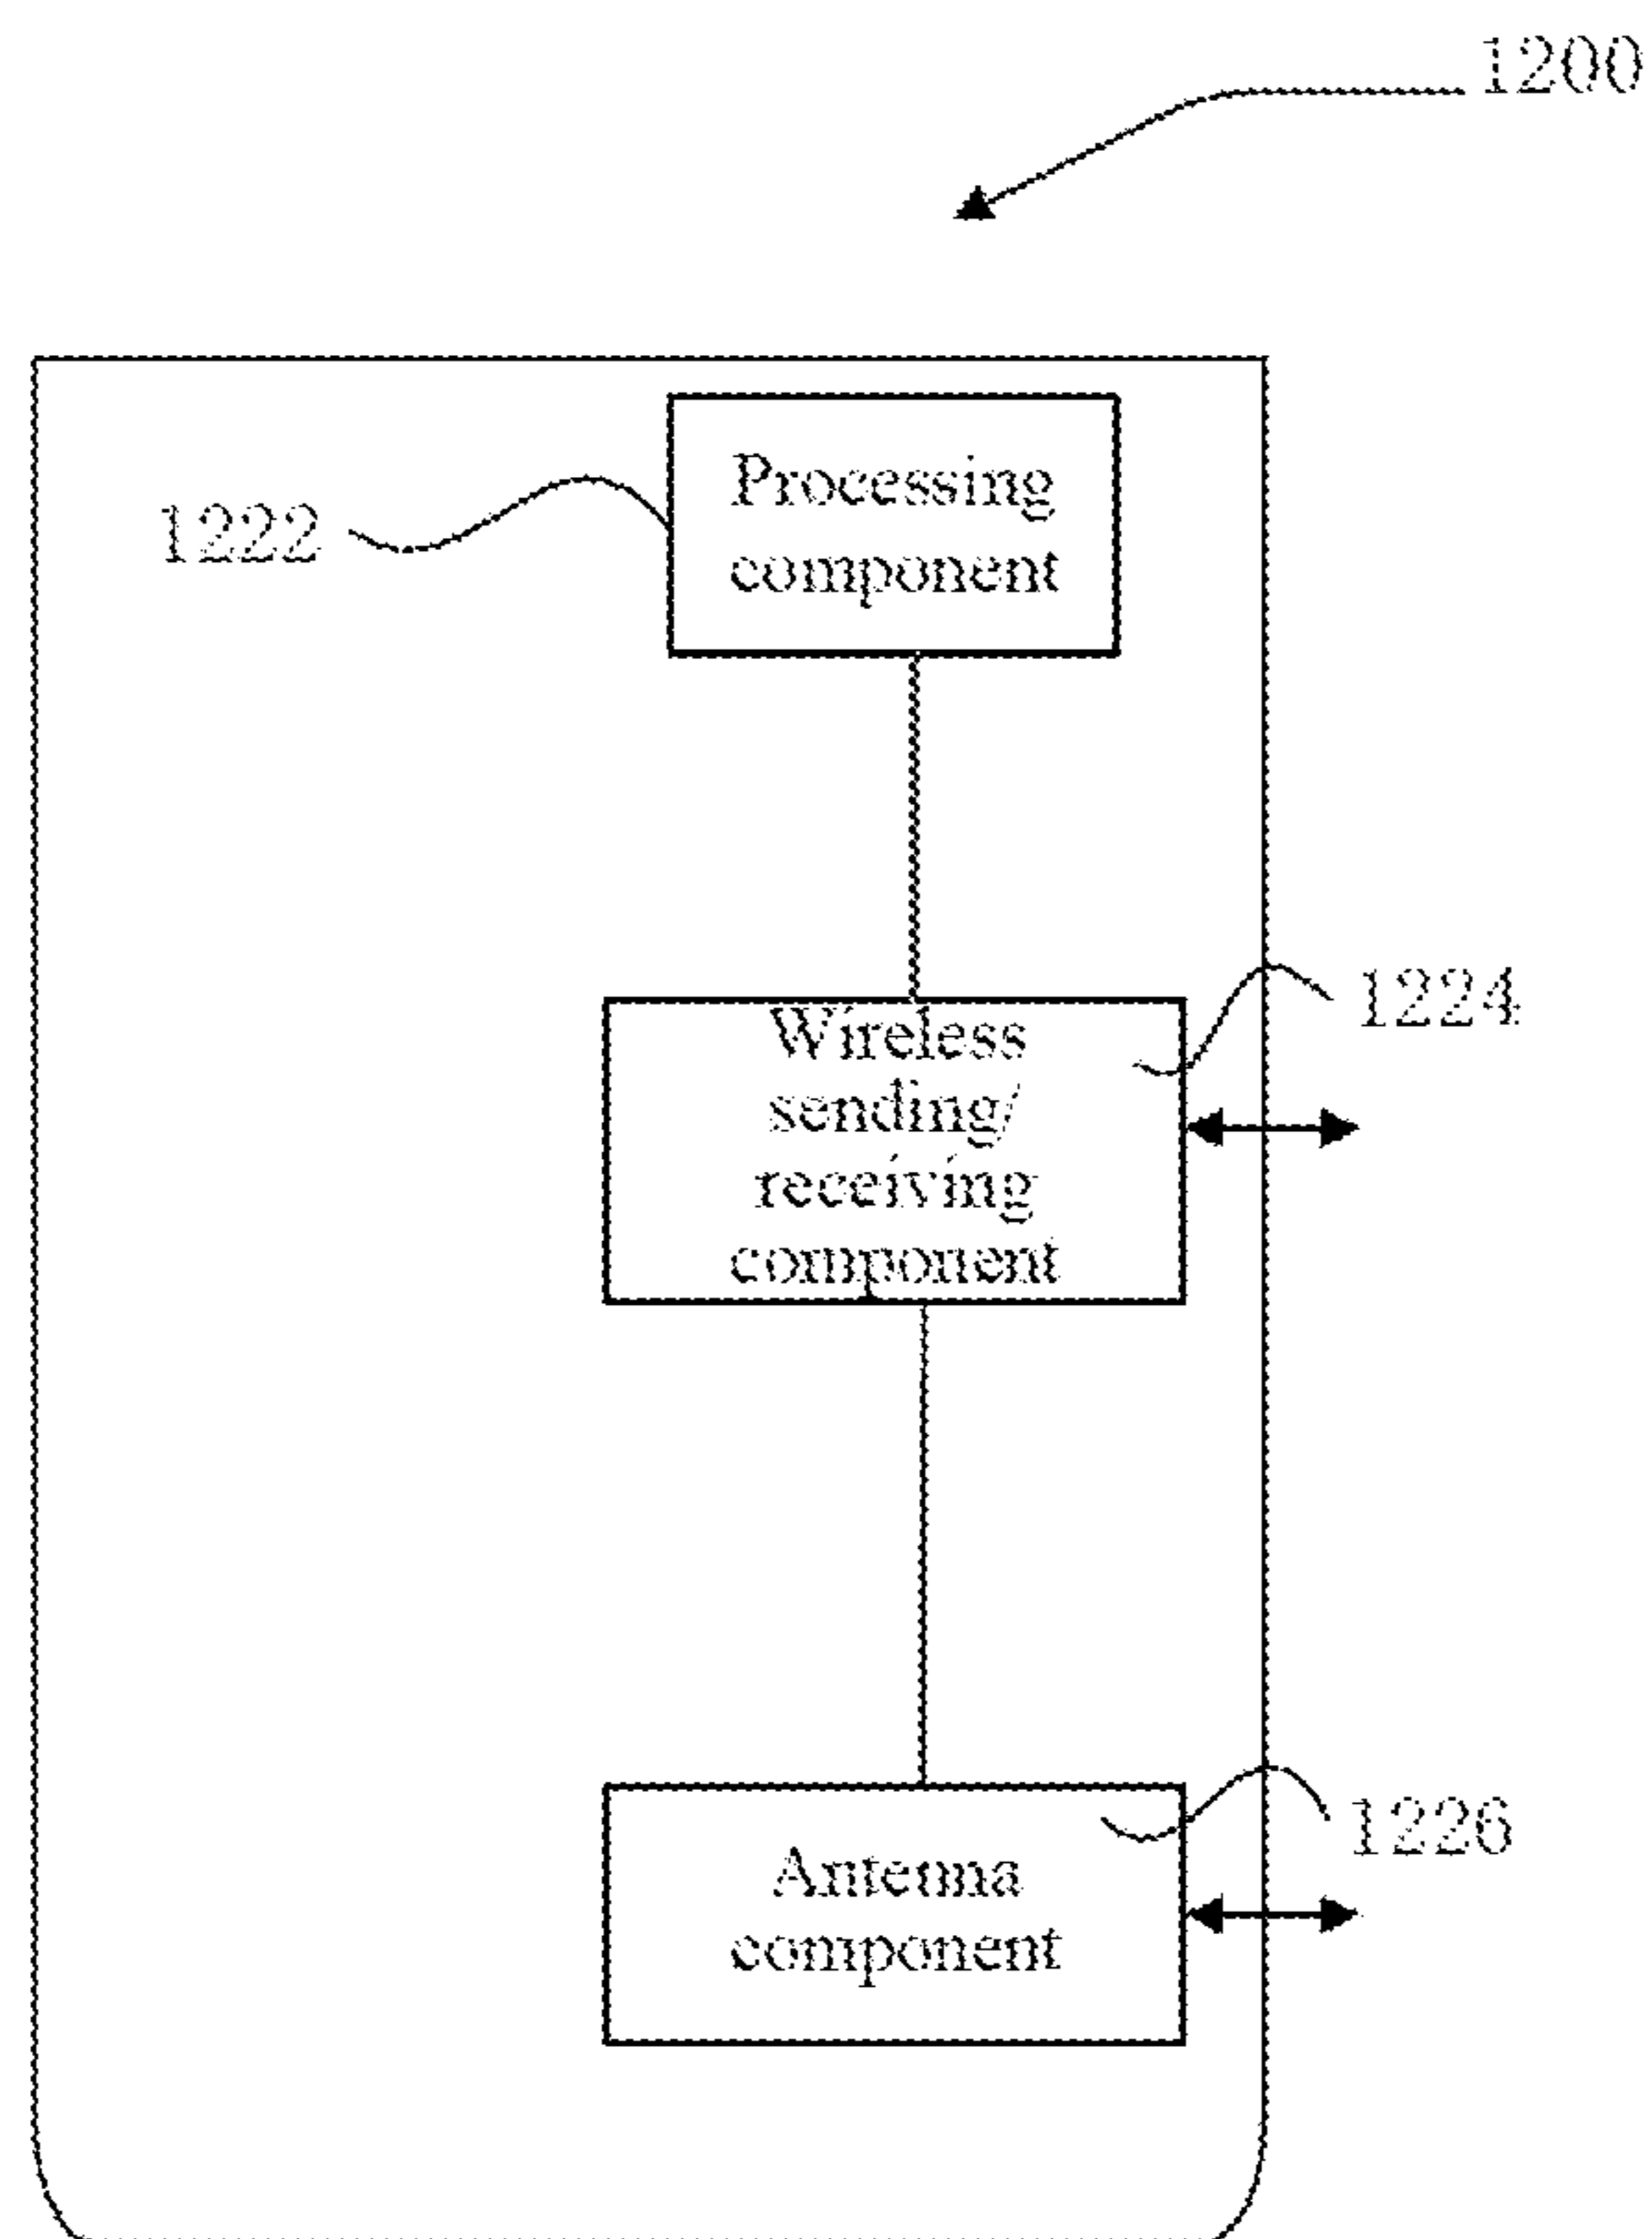 1200
Processing
component
1222
1224
Wireless
sending/
receiving
component
1226
Antenna
component